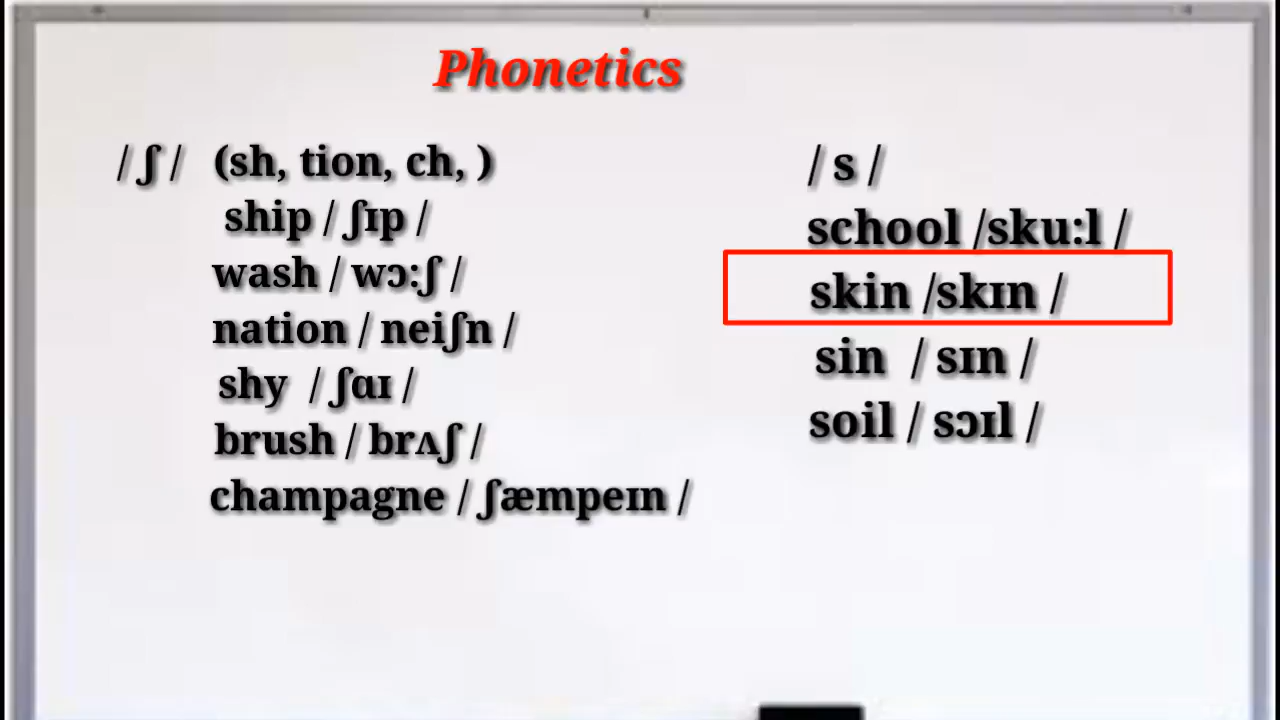 Phonetics
/ ʃ / (sh, tion, ch, )
ship / ʃɪp /
wash / wɔːʃ /
nation / neiʃn /
shy / ʃɑɪ /
brush / brʌʃ /
champagne / ʃæmpeɪn /
/ s /
school /sku:l /
skin /skɪn /
sin / sɪn /
soil / sɔɪl /